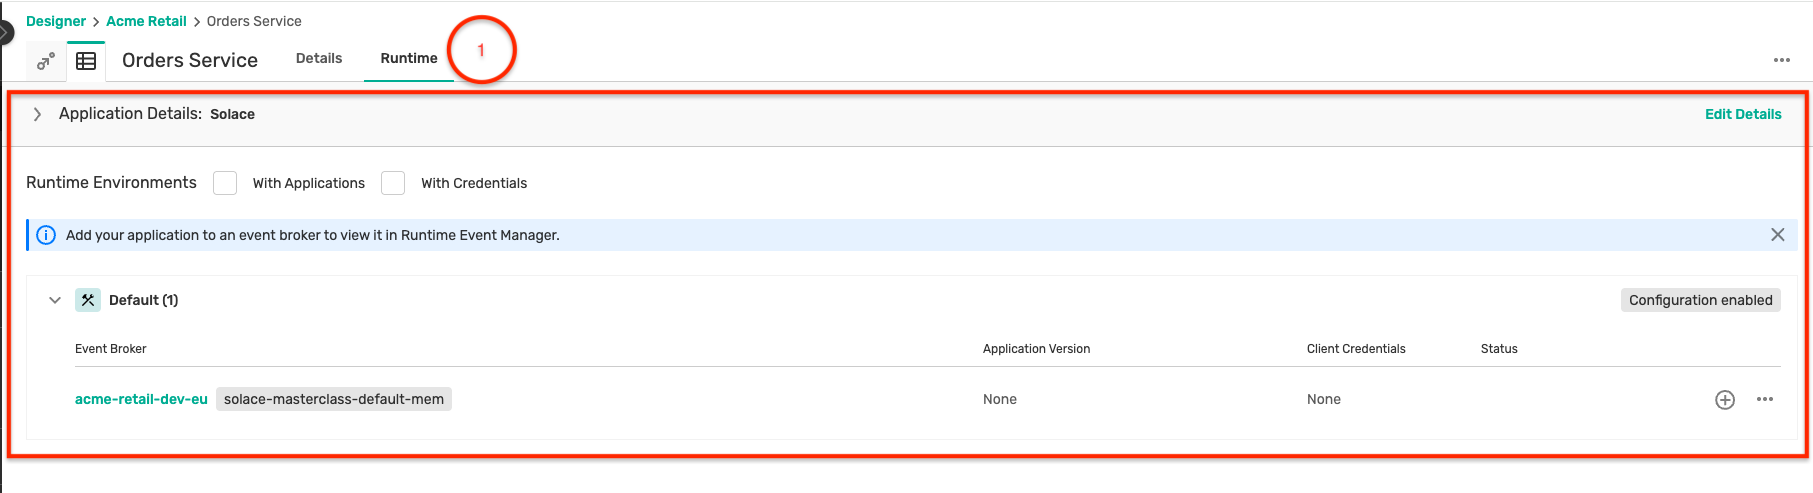 Designer > Acme Retail > Orders Service
Orders Service Details Runtime 1
Application Details: Solace Edit Details
Runtime Environments With Applications With Credentials
Add your application to an event broker to view it in Runtime Event Manager.
Default (1) Configuration enabled
Event Broker Application Version Client Credentials Status
acme-retail-dev-eu solace-masterclass-default-mem None None